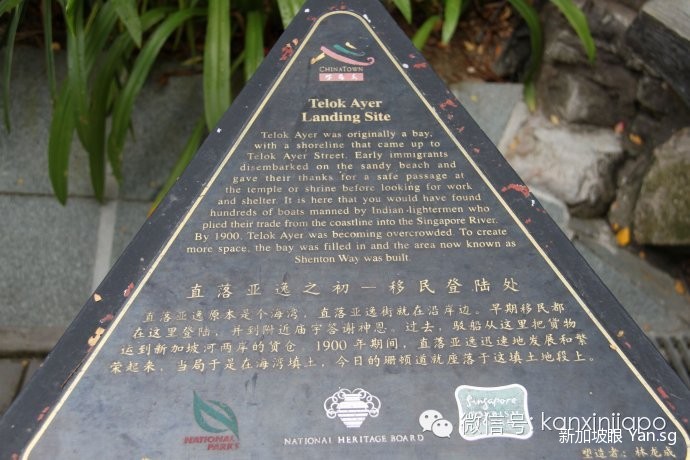 CHINATOWN
牛车水
Telok Ayer
Landing Site
Telok Ayer was originally a bay,
with a shoreline that came up to
Telok Ayer Street. Early immigrants
disembarked on the sandy beach and
gave their thanks for a safe passage at
the temple or shrine before looking for work
and shelter. It is here that you would have found
hundreds of boats manned by Indian lightermen who
plied their trade from the coastline into the Singapore River.
By 1900, Telok Ayer was becoming overcrowded. To create
more space, the bay was filled in and the area now known as
Shenton Way was built.
直落亚逸之初—移民登陆处
直落亚逸原本是个海湾，直落亚逸街就在沿岸边。早期移民都
在这里登陆，并到附近庙宇答谢神恩。过去，驳船从这里把货物
运到新加坡河两岸的货仓。1900 年期间，直落亚逸迅速地发展和繁
荣起来，当局于是在海湾填土，今日的珊顿道就座落于这填土地段上。
NATIONAL
PARKS
NATIONAL HERITAGE BOARD
Singapore
微信号: kanxinjiapo
新加坡眼 Yan.sg
塑造者：林龙成